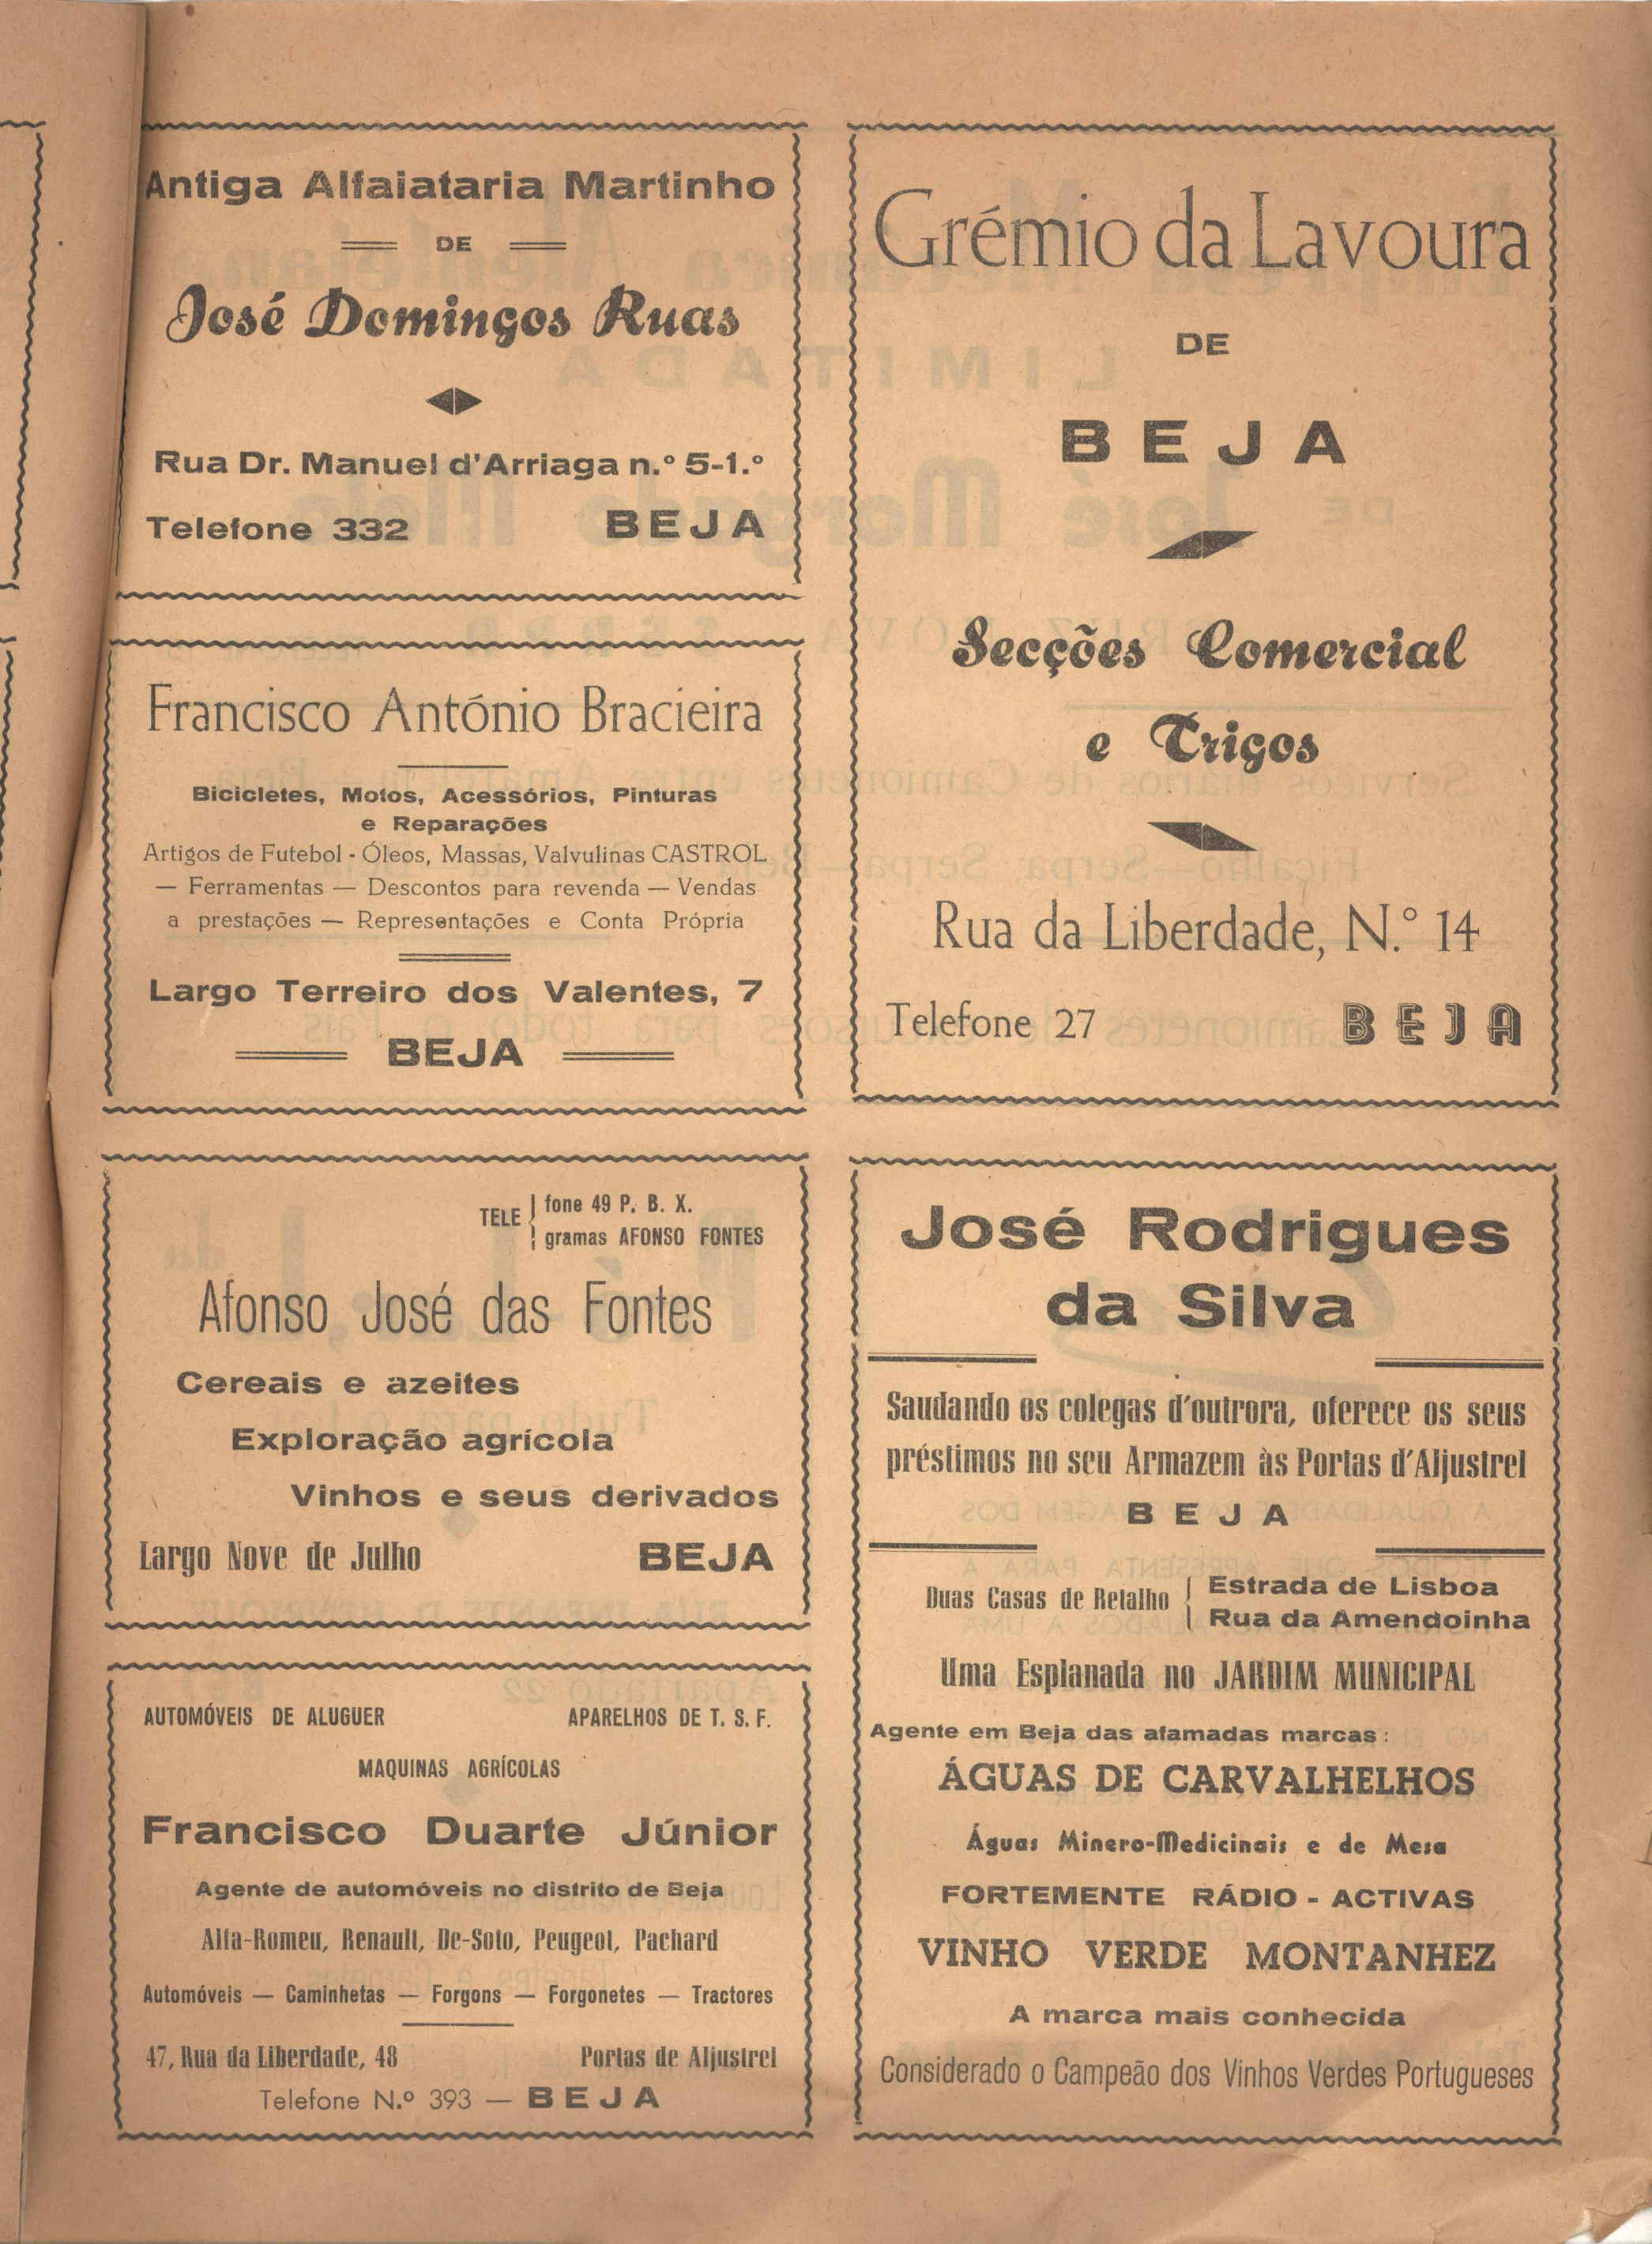 Antiga Alfaiataria Martinho
DE
José Domingos Ruas
Rua Dr. Manuel d'Arriaga n.º 5-1.º
Telefone 332 BEJA
Francisco António Bracieira
Bicicletes, Motos, Acessórios, Pinturas
e Reparações
Artigos de Futebol - Óleos, Massas, Valvulinas CASTROL
— Ferramentas — Descontos para revenda — Vendas
a prestações — Representações e Conta Própria
Largo Terreiro dos Valentes, 7
BEJA
TELE { fone 49 P. B. X.
gramas AFONSO FONTES
Afonso José das Fontes
Cereais e azeites
Exploração agrícola
Vinhos e seus derivados
Largo Nove de Julho BEJA
AUTOMÓVEIS DE ALUGUER APARELHOS DE T. S. F.
MAQUINAS AGRÍCOLAS
Francisco Duarte Júnior
Agente de automóveis no distrito de Beja
Alfa-Romeu, Renault, De-Soto, Peugeot, Pachard
Automóveis — Caminhetas — Forgons — Forgonetes — Tractores
47, Rua da Liberdade, 48 Portas de Aljustrel
Telefone N.º 393 — BEJA
Grémio da Lavoura
DE
BEJA
Secções Comercial
e Trigos
Rua da Liberdade, N.º 14
Telefone 27 BEJA
José Rodrigues
da Silva
Saudando os colegas d'outrora, oferece os seus
préstimos no seu Armazem às Portas d'Aljustrel
BEJA
Duas Casas de Retalho { Estrada de Lisboa
Rua da Amendoinha
Uma Esplanada no JARDIM MUNICIPAL
Agente em Beja das afamadas marcas:
ÁGUAS DE CARVALHELHOS
Águas Minero-Medicinais e de Mesa
FORTEMENTE RÁDIO - ACTIVAS
VINHO VERDE MONTANHEZ
A marca mais conhecida
Considerado o Campeão dos Vinhos Verdes Portugueses